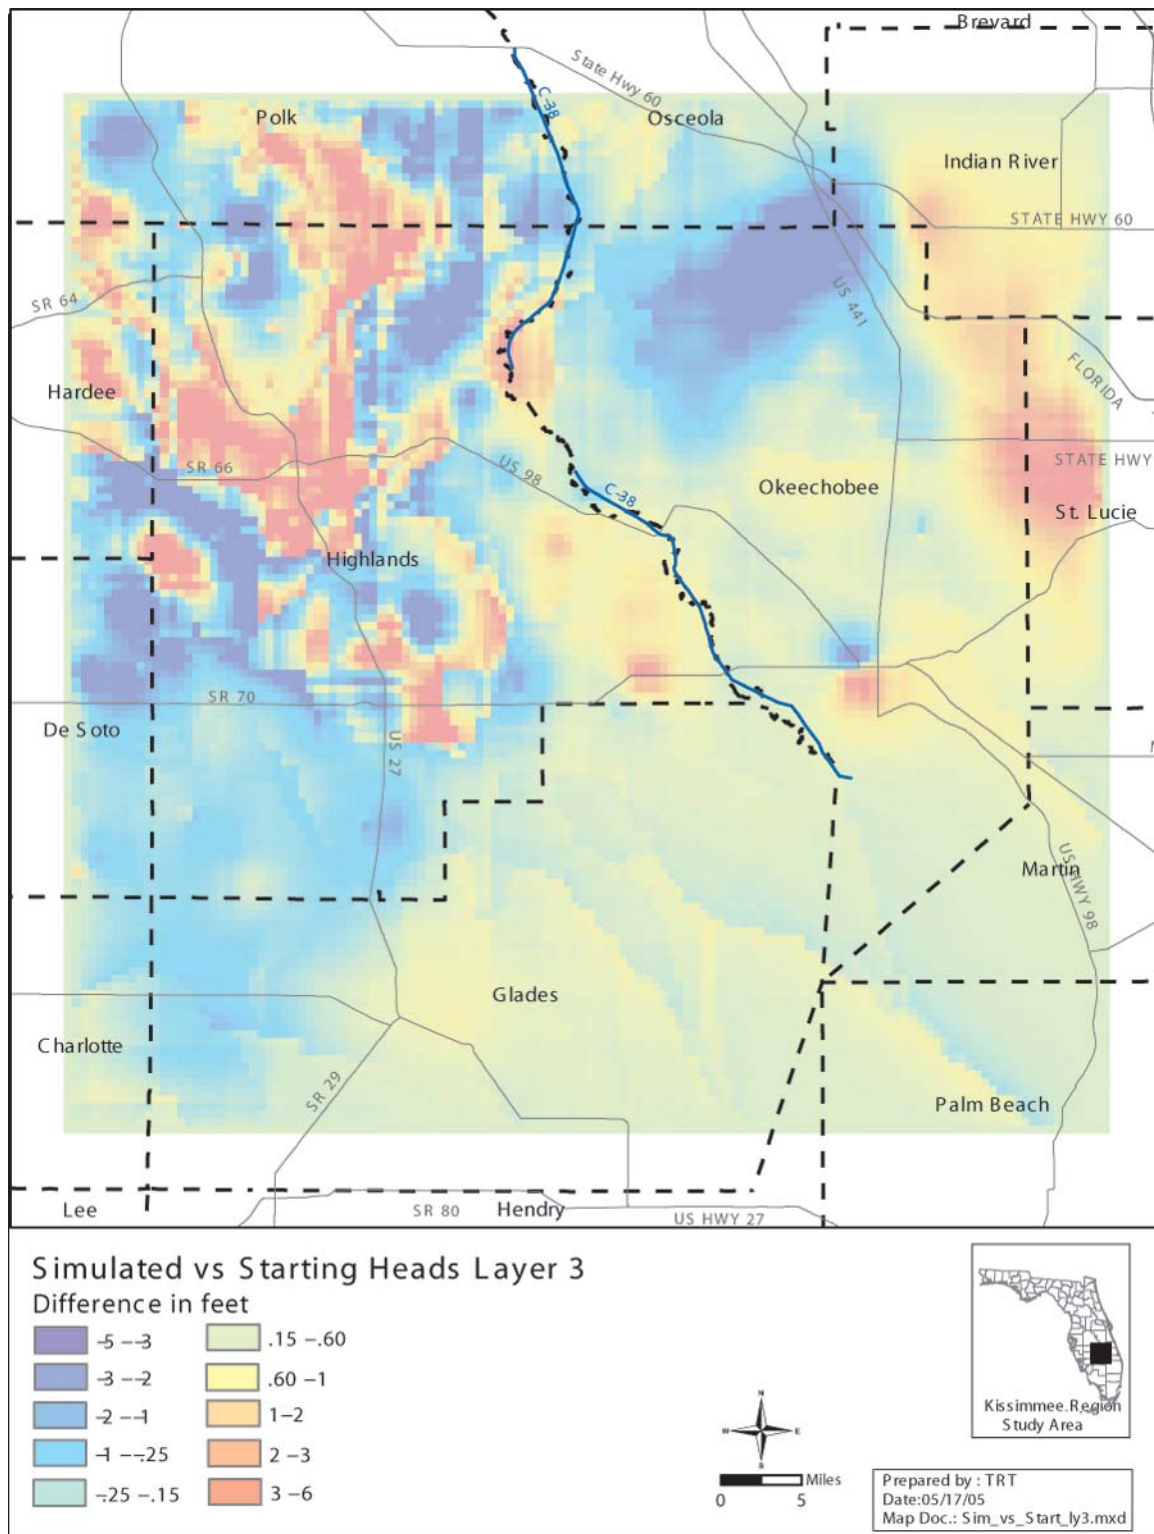 Brevard
State Hwy 60
C-38
Polk
Osceola
Indian River
STATE HWY 60
SR 64
US 441
FLORIDA
Hardee
STATE HWY
SR 66
US 98
C-38
Okeechobee
St. Lucie
Highlands
SR 70
De Soto
US 27
M
Martin
US HWY 98
Glades
Charlotte
SR 29
Palm Beach
Lee
SR 80
Hendry
US HWY 27
Simulated vs Starting Heads Layer 3
Difference in feet
-5 --3
-3 --2
-2 --1
-1 --.25
-.25 -.15
.15 -.60
.60 -1
1-2
2 -3
3 -6
N
W
E
S
Miles
0
5
Kissimmee.Region
Study Area
Prepared by : TRT
Date:05/17/05
Map Doc.: Sim_vs_Start_ly3.mxd